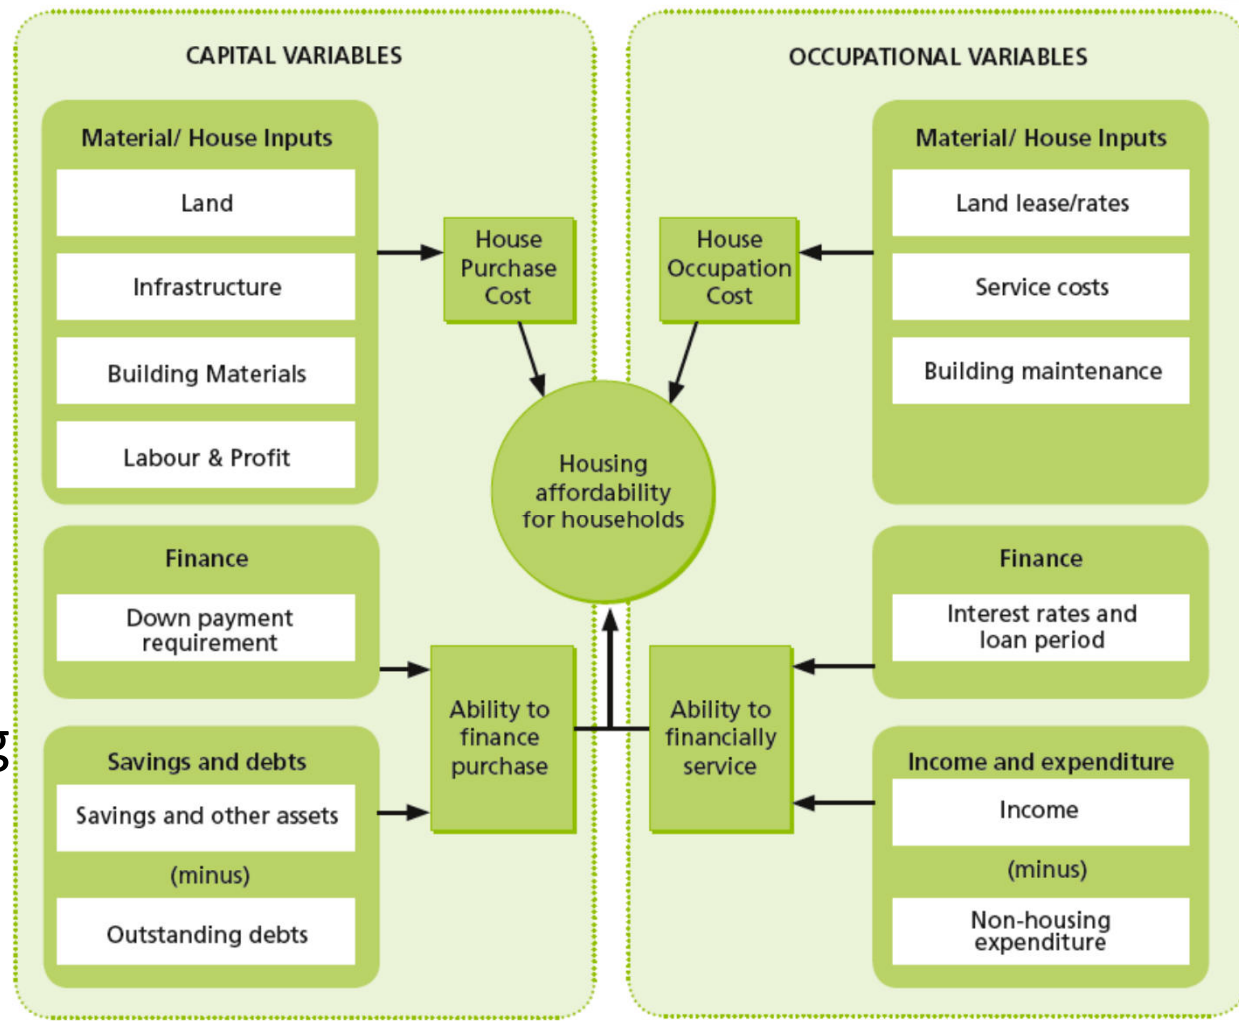 CAPITAL VARIABLES
Material/ House Inputs
Land
Infrastructure
Building Materials
Labour & Profit
House
Purchase
Cost
Finance
Down payment
requirement
Savings and debts
Savings and other assets
(minus)
Outstanding debts
Ability to
finance
purchase
Housing
affordability
for households
OCCUPATIONAL VARIABLES
Material/ House Inputs
Land lease/rates
Service costs
Building maintenance
House
Occupation
Cost
Finance
Interest rates and
loan period
Income and expenditure
Income
(minus)
Non-housing
expenditure
Ability to
financially
service
g